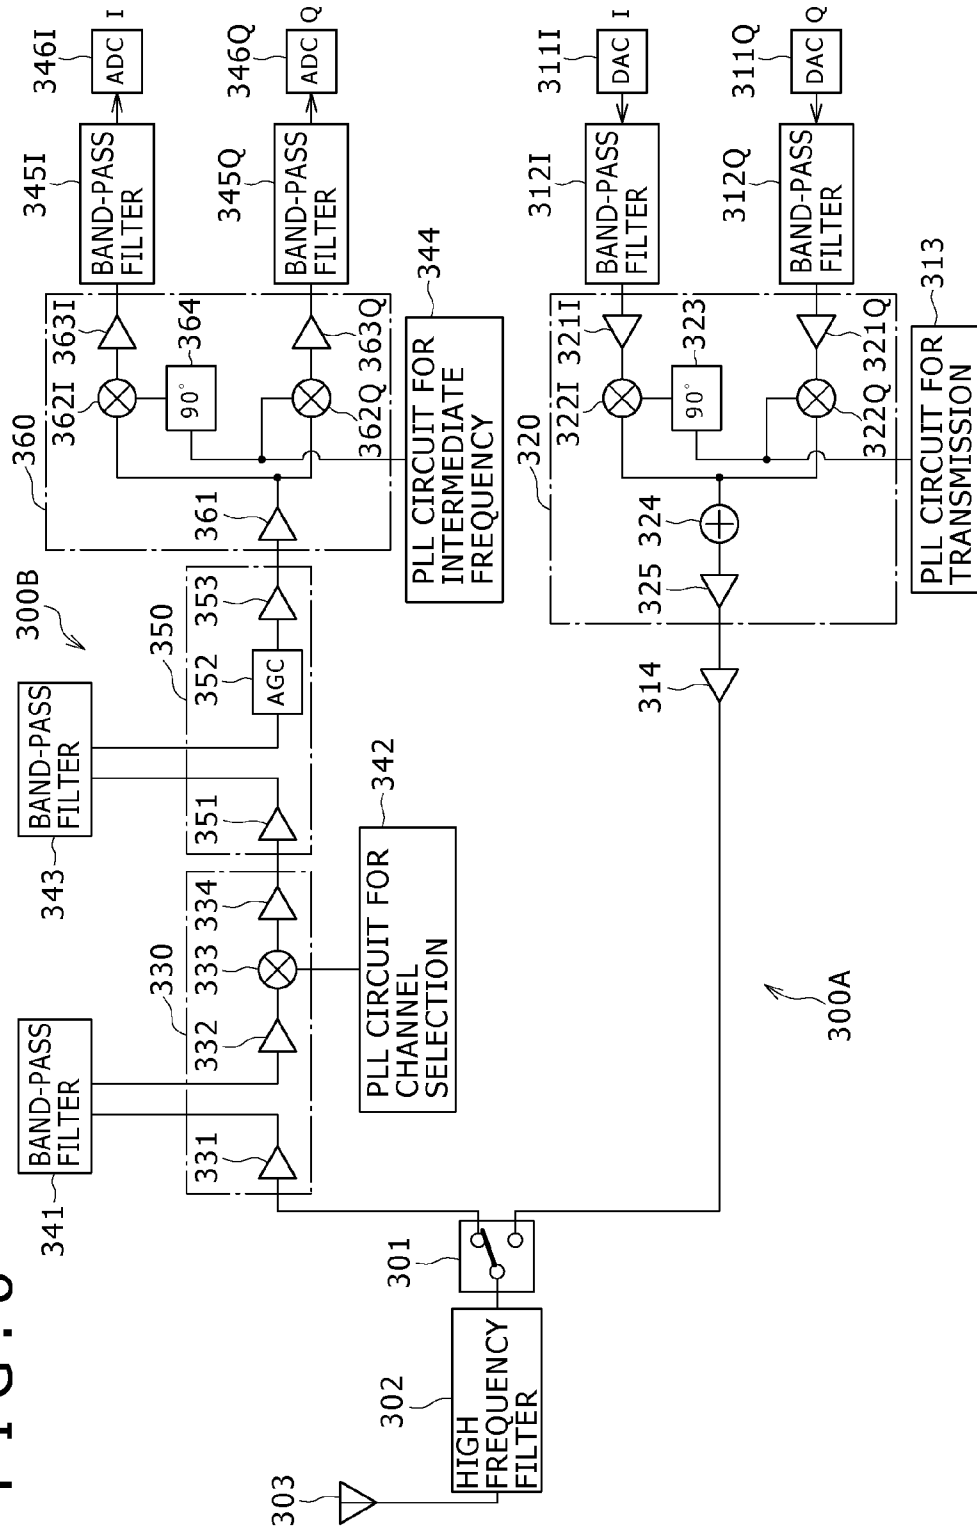 300B
341
BAND-PASS
FILTER
343
BAND-PASS
FILTER
330
331
332
333
334
350
351
352
AGC
353
360
361
362I
363I
364
90°
362Q
363Q
345I
BAND-PASS
FILTER
346I
ADC
I
345Q
BAND-PASS
FILTER
346Q
ADC
Q
342
PLL CIRCUIT FOR
CHANNEL
SELECTION
344
PLL CIRCUIT FOR
INTERMEDIATE
FREQUENCY
303
302
HIGH
FREQUENCY
FILTER
301
300A
314
320
325
324
322I
321I
323
90°
322Q
321Q
312I
BAND-PASS
FILTER
311I
DAC
I
312Q
BAND-PASS
FILTER
311Q
DAC
Q
313
PLL CIRCUIT FOR
TRANSMISSION